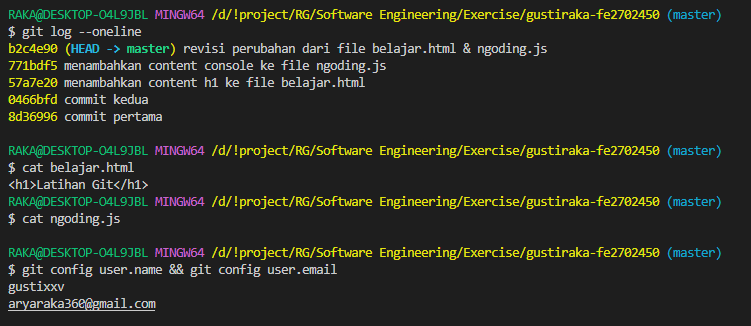 RAKA@DESKTOP-O4L9JBL MINGW64 /d/!project/RG/Software Engineering/Exercise/gustiraka-fe2702450 (master)
$ git log --oneline
b2c4e90 (HEAD -> master) revisi perubahan dari file belajar.html & ngoding.js
771bdf5 menambahkan content console ke file ngoding.js
57a7e20 menambahkan content h1 ke file belajar.html
0466bfd commit kedua
8d36996 commit pertama
RAKA@DESKTOP-O4L9JBL MINGW64 /d/!project/RG/Software Engineering/Exercise/gustiraka-fe2702450 (master)
$ cat belajar.html
<h1>Latihan Git</h1>
RAKA@DESKTOP-O4L9JBL MINGW64 /d/!project/RG/Software Engineering/Exercise/gustiraka-fe2702450 (master)
$ cat ngoding.js
RAKA@DESKTOP-O4L9JBL MINGW64 /d/!project/RG/Software Engineering/Exercise/gustiraka-fe2702450 (master)
$ git config user.name && git config user.email
gustixxv
aryaraka360@gmail.com